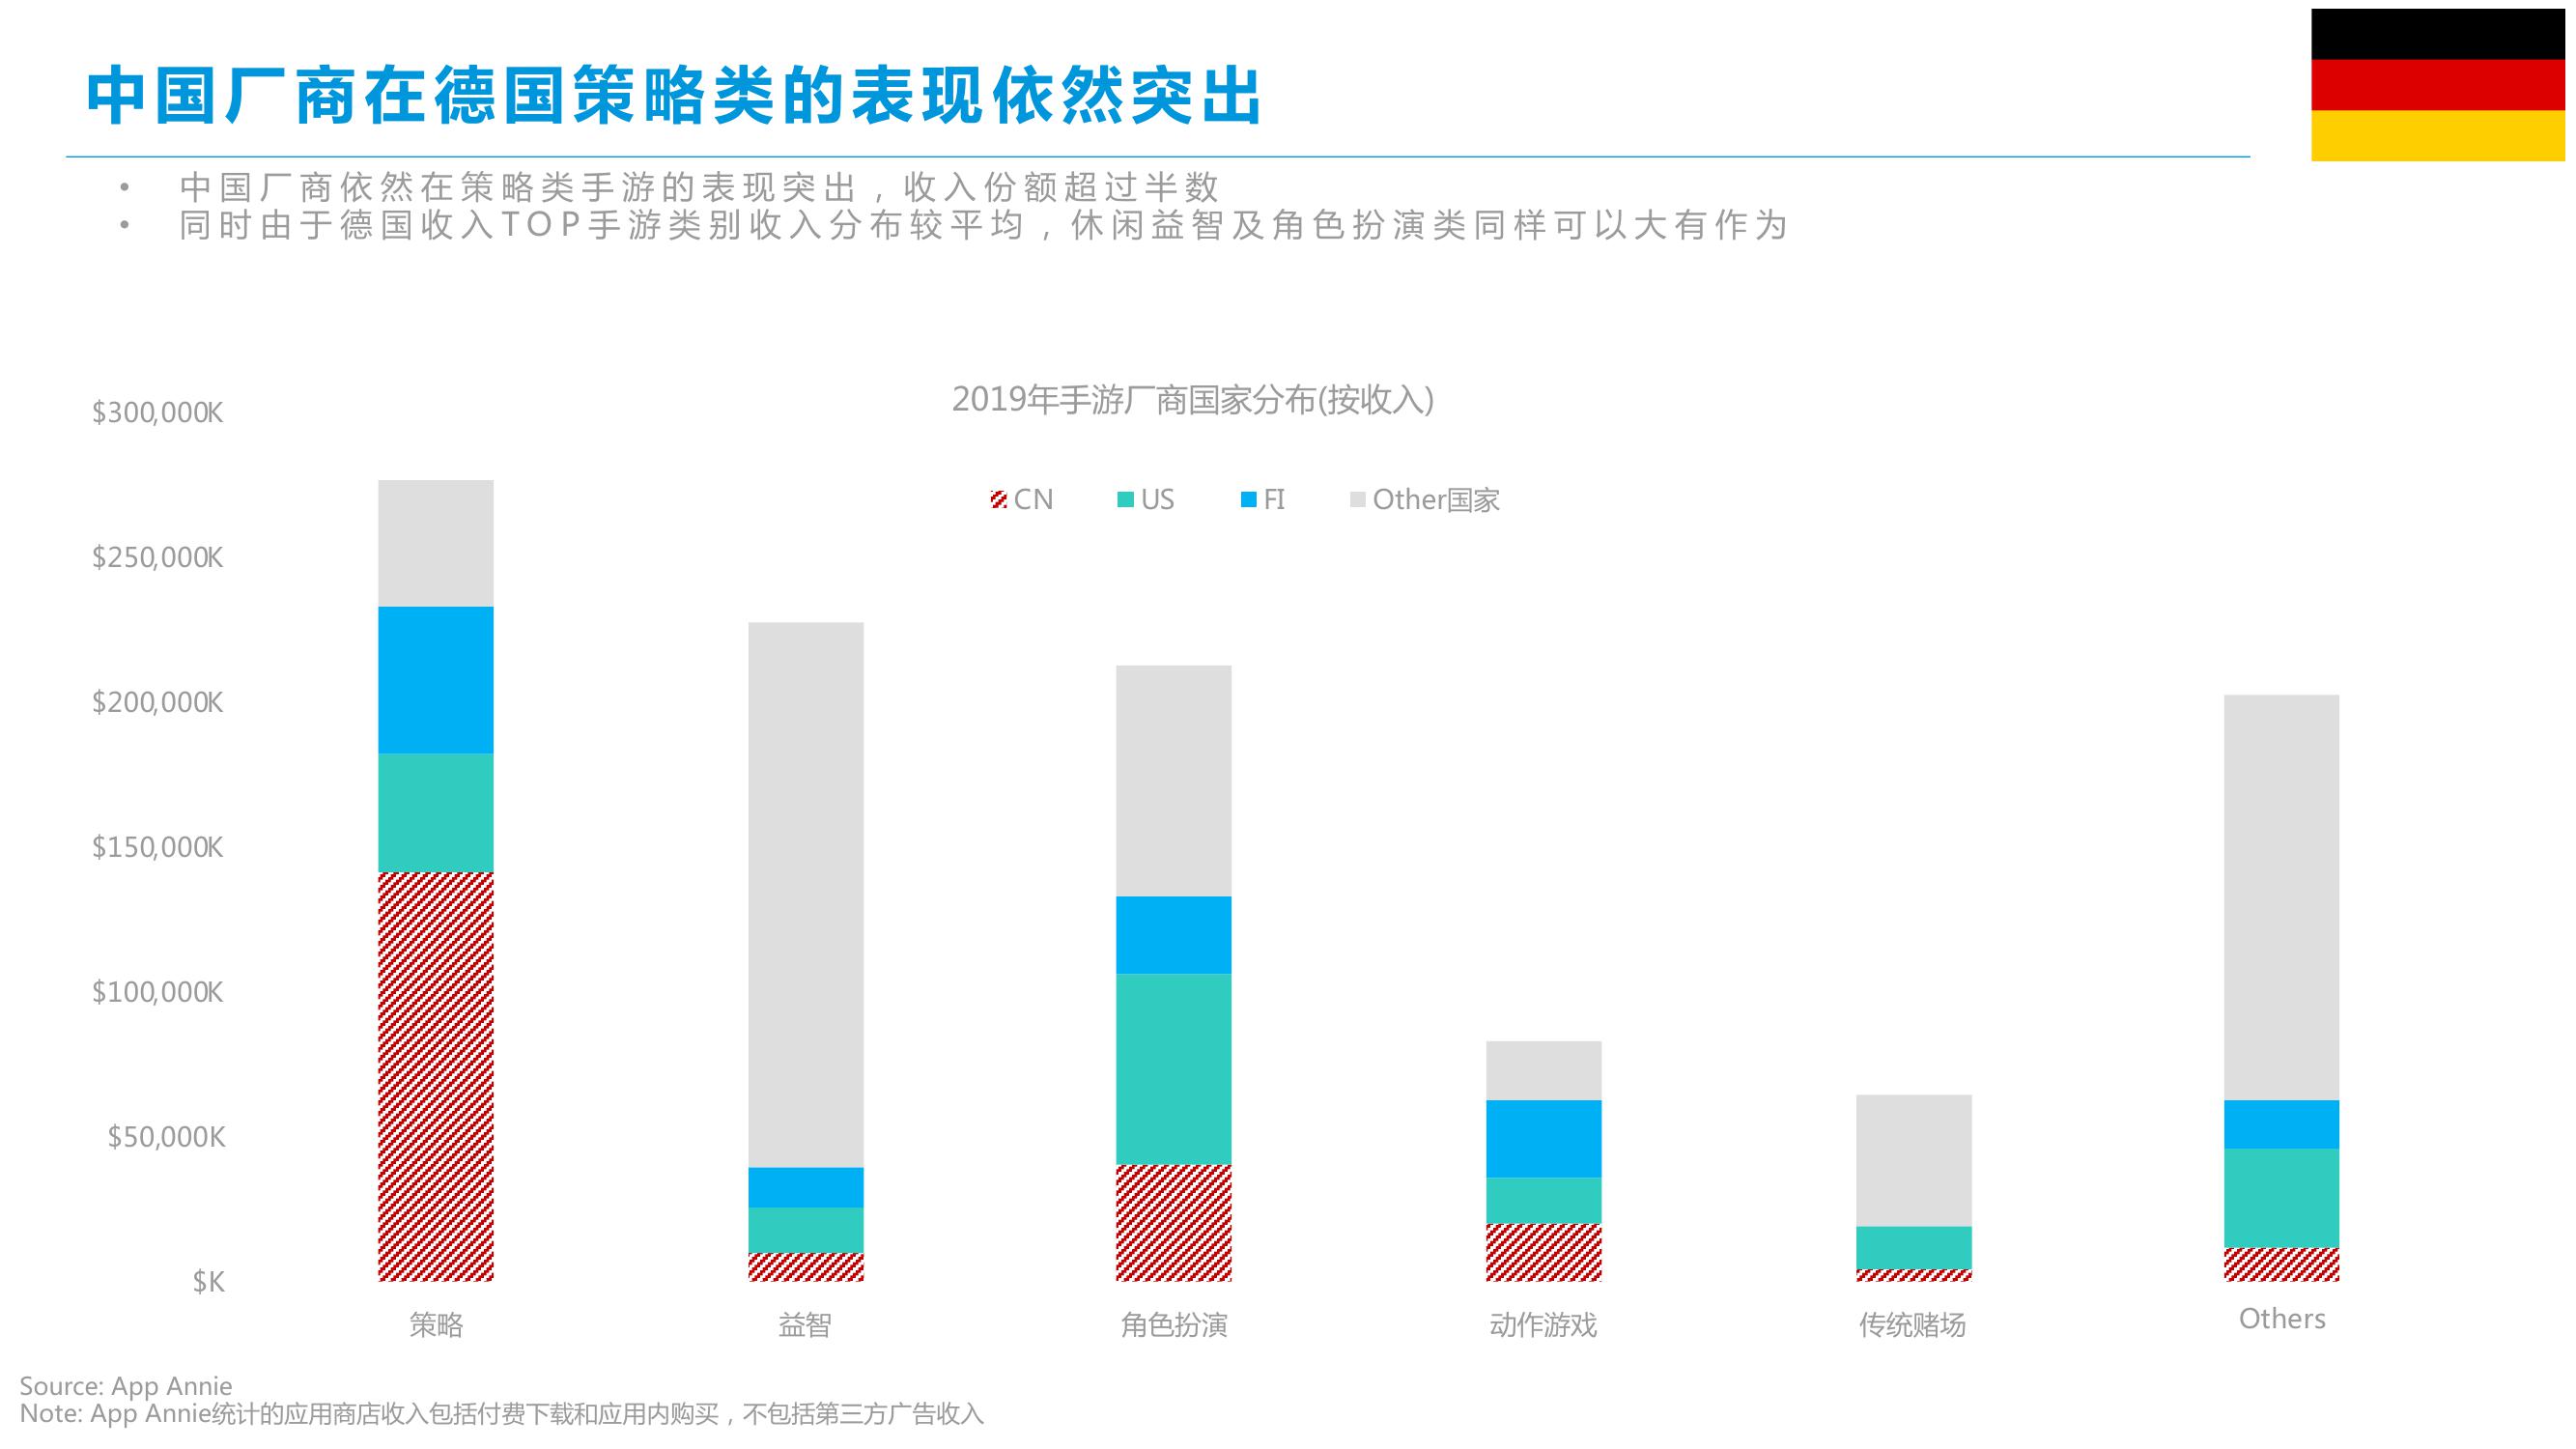 中国厂商在德国策略类的表现依然突出
• 中国厂商依然在策略类手游的表现突出，收入份额超过半数
• 同时由于德国收入TOP手游类别收入分布较平均，休闲益智及角色扮演类同样可以大有作为
2019年手游厂商国家分布(按收入)
CN US FI Other国家
$300,000K
$250,000K
$200,000K
$150,000K
$100,000K
$50,000K
$K
策略 益智 角色扮演 动作游戏 传统赌场 Others
Source: App Annie
Note: App Annie统计的应用商店收入包括付费下载和应用内购买，不包括第三方广告收入